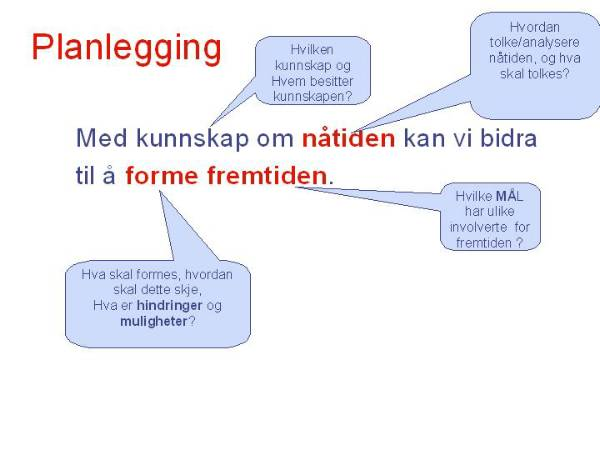 Planlegging
Hvilken
kunnskap og
Hvem besitter
kunnskapen?
Hvordan
tolke/analysere
nåtiden, og hva
skal tolkes?
Med kunnskap om nåtiden kan vi bidra
til å forme fremtiden.
Hvilke MÅL
har ulike
involverte for
fremtiden ?
Hva skal formes, hvordan
skal dette skje,
Hva er hindringer og
muligheter?